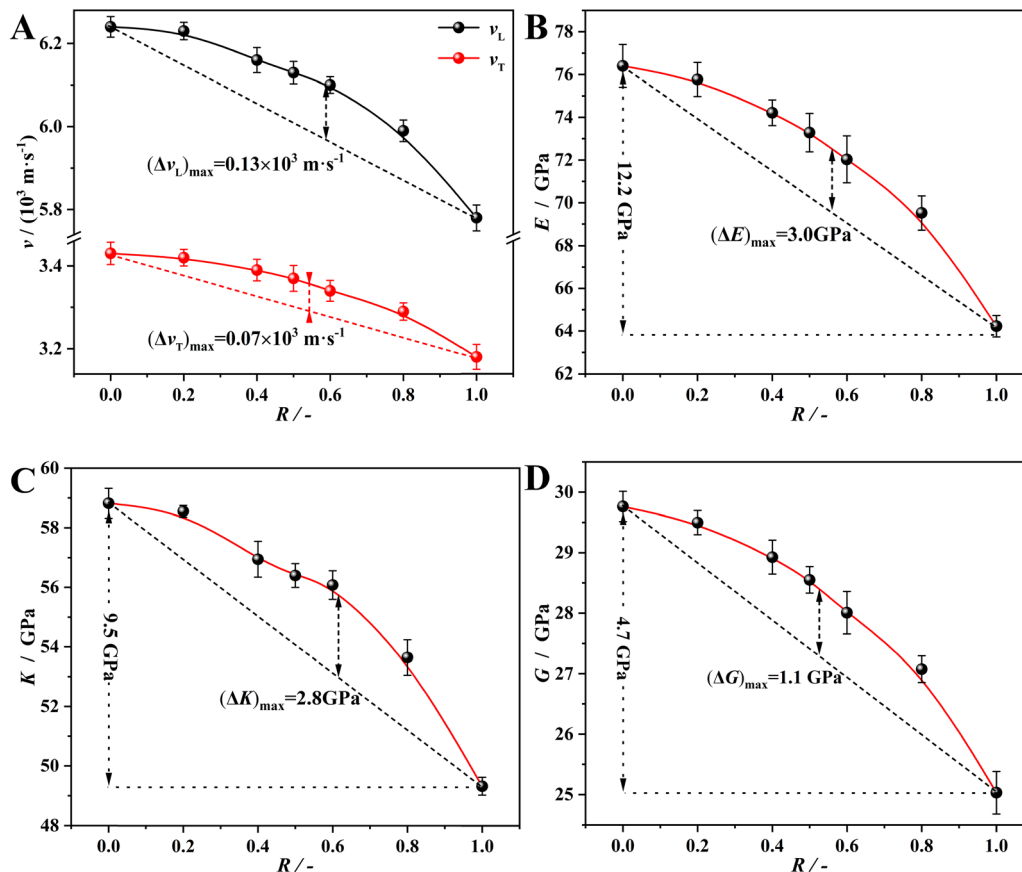 A
v_L
v_T
6.2
6.0
5.8
3.4
3.2
v / (10³ m·s⁻¹)
(Δv_L)max=0.13×10³ m·s⁻¹
(Δv_T)max=0.07×10³ m·s⁻¹
0.0 0.2 0.4 0.6 0.8 1.0
R / -
B
78
76
74
72
70
68
66
64
62
E / GPa
12.2 GPa
(ΔE)max=3.0GPa
0.0 0.2 0.4 0.6 0.8 1.0
R / -
C
60
58
56
54
52
50
48
K / GPa
9.5 GPa
(ΔK)max=2.8GPa
0.0 0.2 0.4 0.6 0.8 1.0
R / -
D
30
29
28
27
26
25
G / GPa
4.7 GPa
(ΔG)max=1.1 GPa
0.0 0.2 0.4 0.6 0.8 1.0
R / -